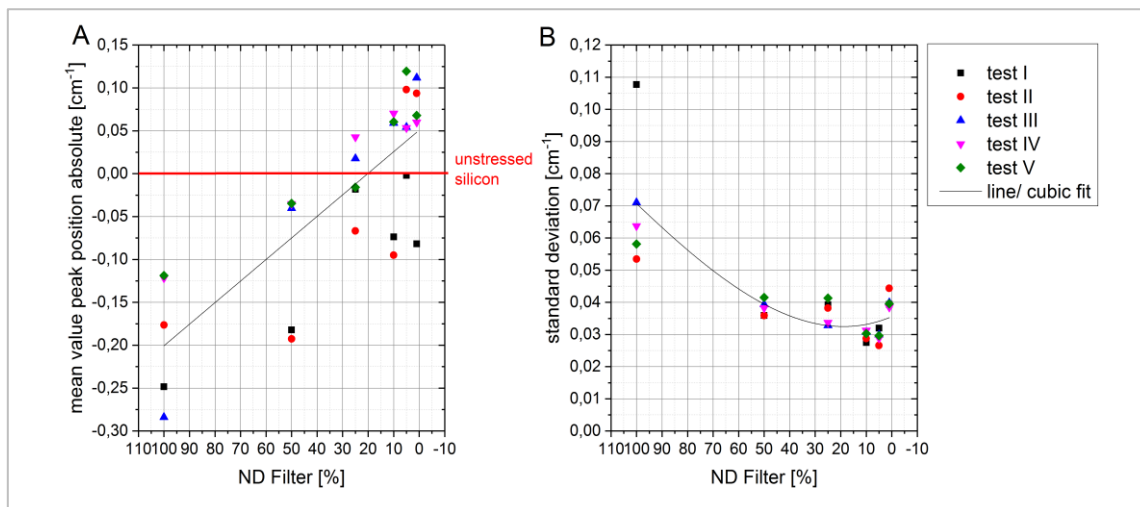 A
0,15
0,10
0,05
0,00
-0,05
-0,10
-0,15
-0,20
-0,25
-0,30
mean value peak position absolute [cm-1]
110 100 90 80 70 60 50 40 30 20 10 0 -10
ND Filter [%]
unstressed
silicon
B
0,12
0,11
0,10
0,09
0,08
0,07
0,06
0,05
0,04
0,03
0,02
0,01
0,00
standard deviation [cm-1]
110 100 90 80 70 60 50 40 30 20 10 0 -10
ND Filter [%]
test I
test II
test III
test IV
test V
line/ cubic fit